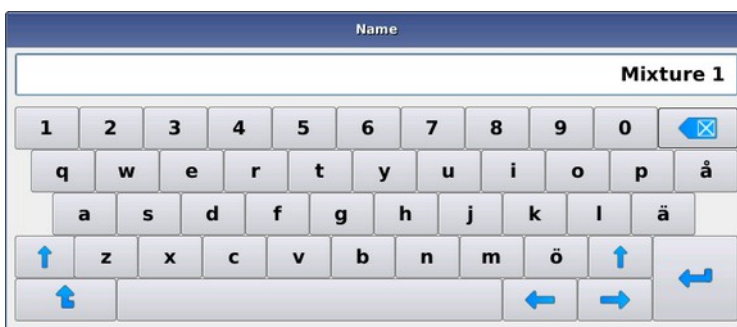 Name
Mixture 1
1 2 3 4 5 6 7 8 9 0
q w e r t y u i o p å
a s d f g h j k l ä
z x c v b n m ö